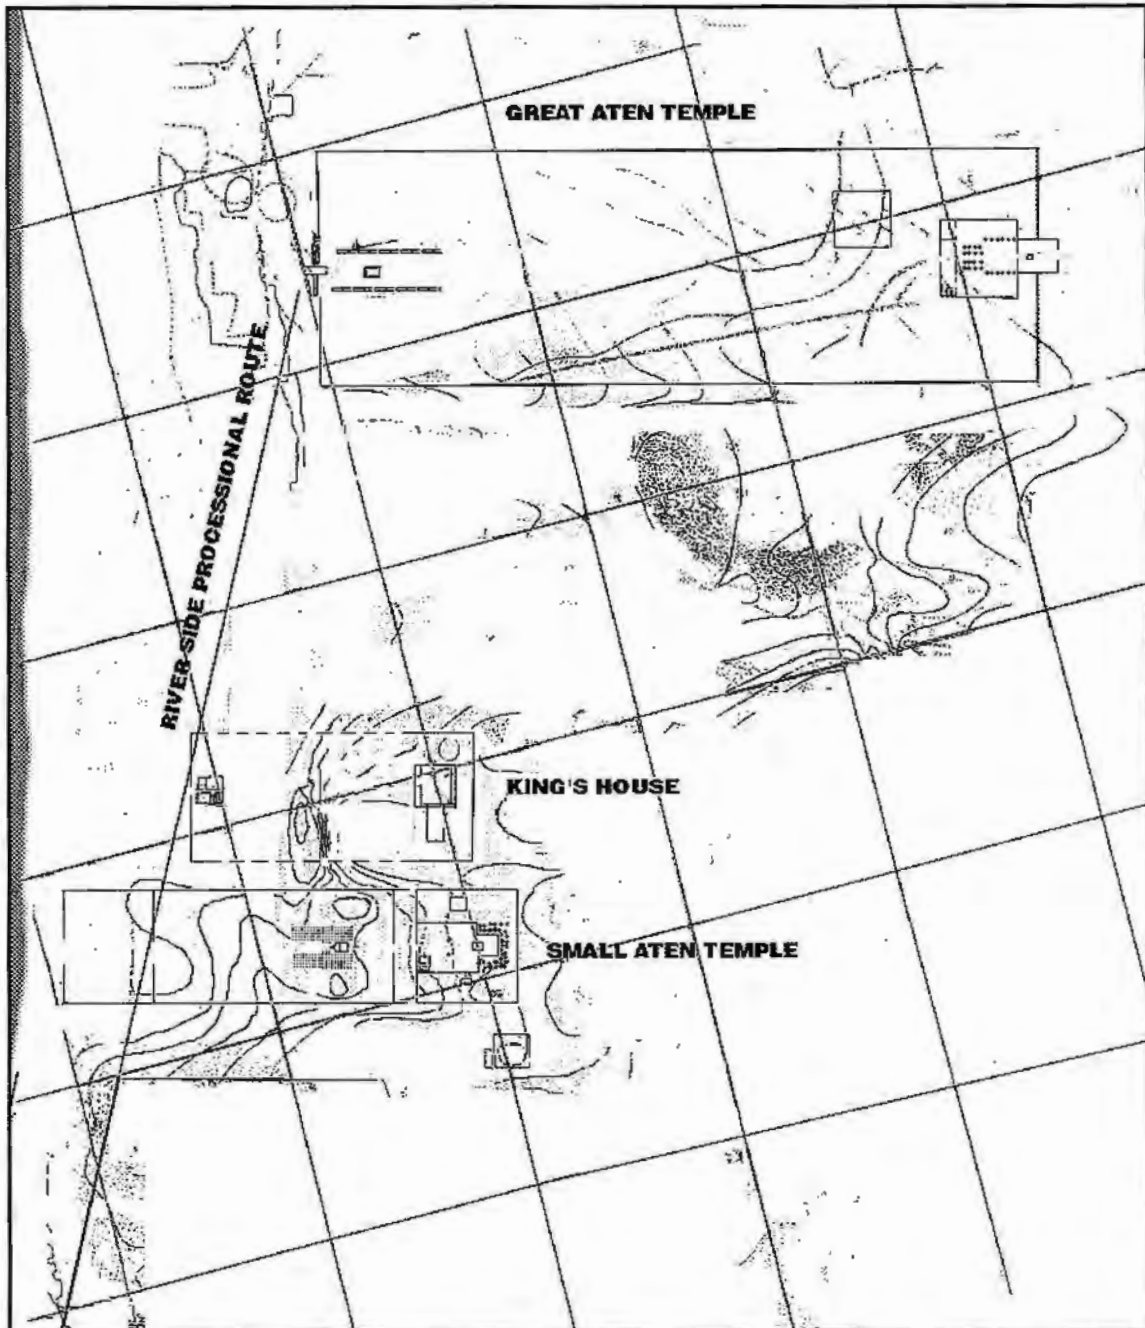 GREAT ATEN TEMPLE
RIVER-SIDE PROCESSIONAL ROUTE
KING'S HOUSE
SMALL ATEN TEMPLE